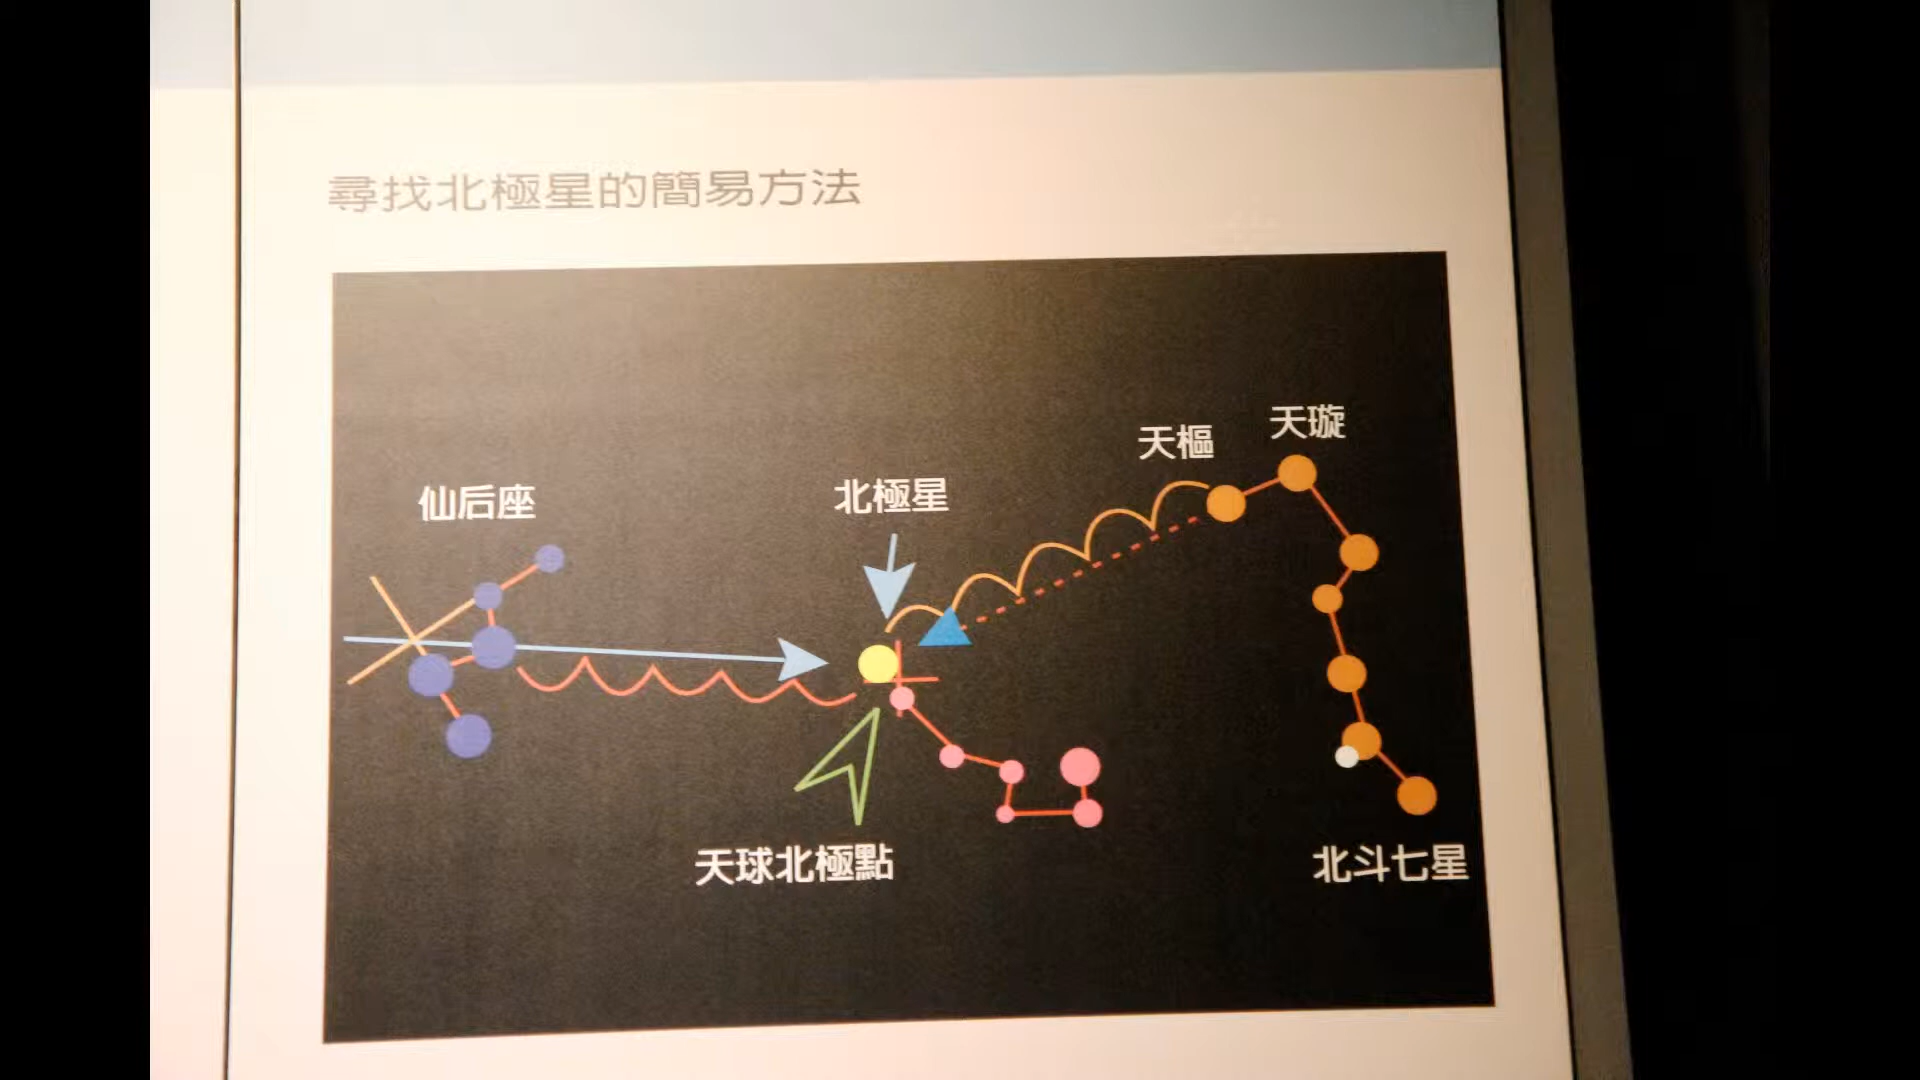 尋找北極星的簡易方法
天璇
天樞
北極星
仙后座
天球北極點
北斗七星